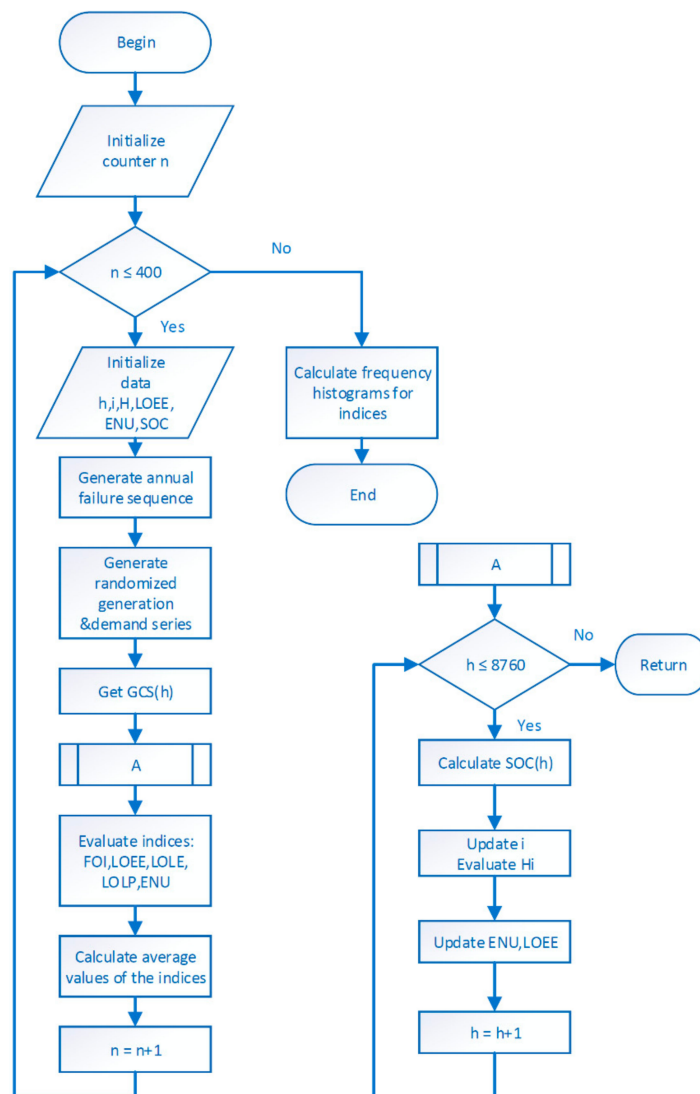 Begin
Initialize
counter n
n ≤ 400
No
Yes
Initialize
data
h,i,H,LOEE,
ENU,SOC
Calculate frequency
histograms for
indices
End
Generate annual
failure sequence
Generate
randomized
generation
&demand series
Get GCS(h)
A
Evaluate indices:
FOI,LOEE,LOLE,
LOLP,ENU
Calculate average
values of the indices
n = n+1
A
h ≤ 8760
No
Return
Yes
Calculate SOC(h)
Update i
Evaluate Hi
Update ENU,LOEE
h = h+1